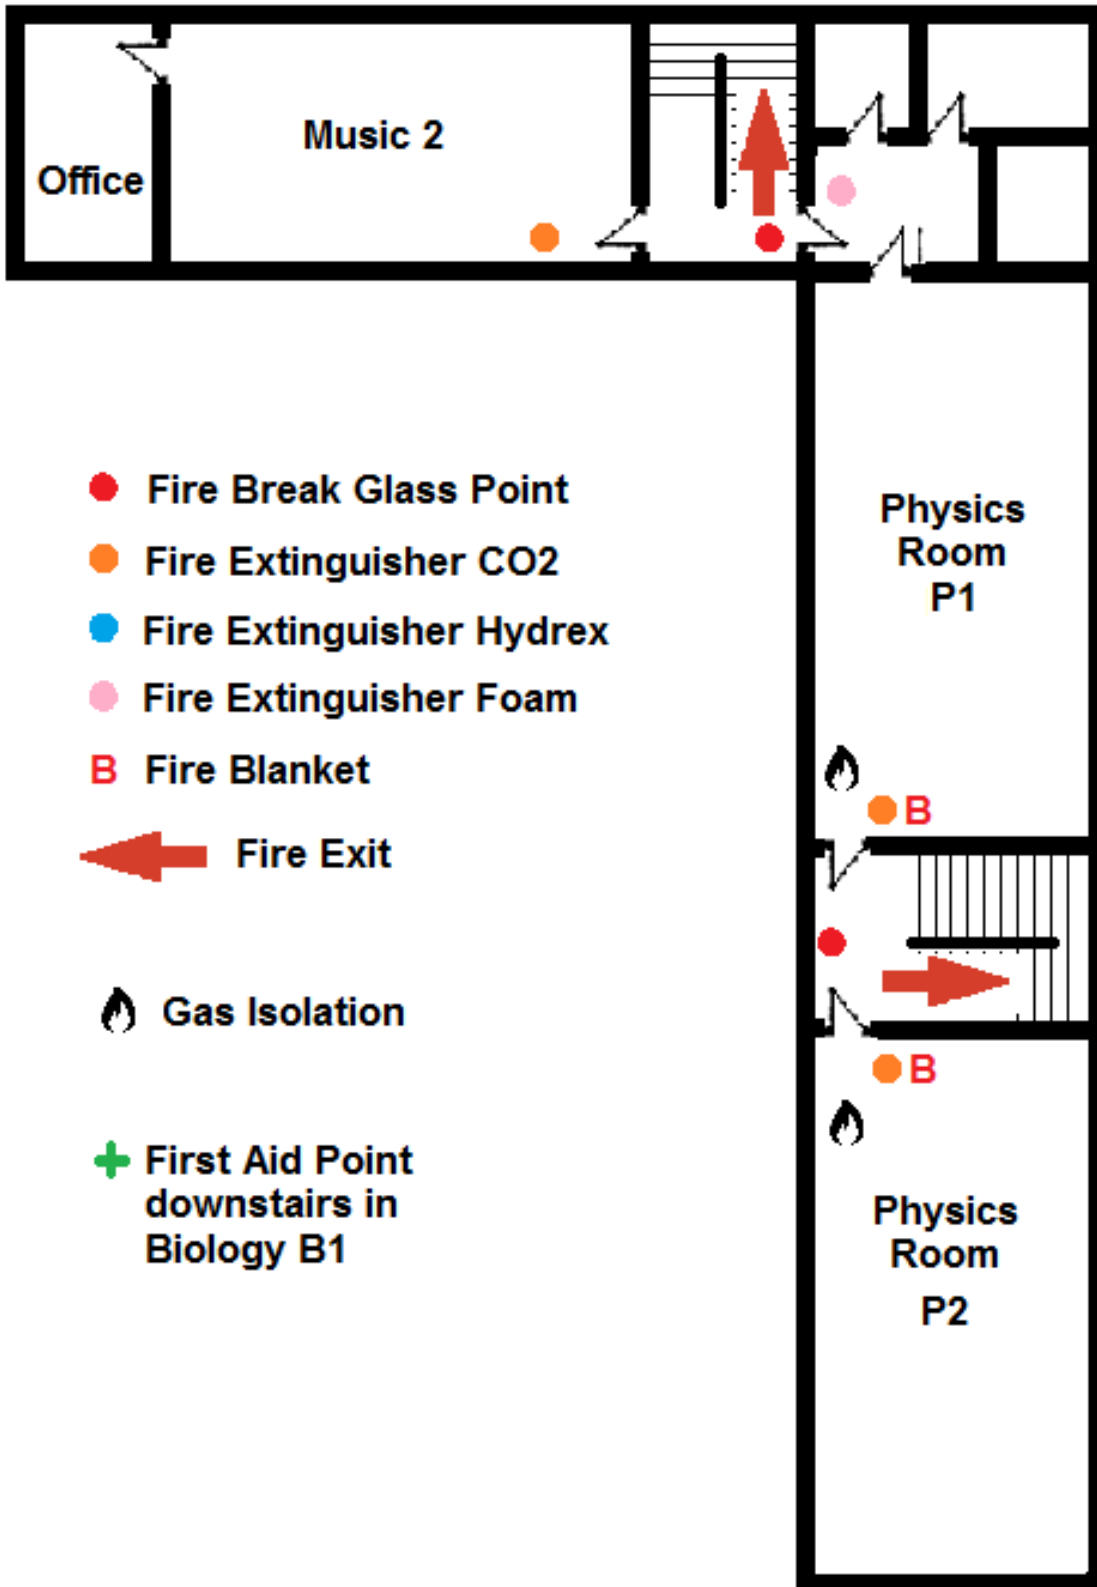 Music 2
Office
Fire Break Glass Point
Fire Extinguisher CO2
Fire Extinguisher Hydrex
Fire Extinguisher Foam
B Fire Blanket
Fire Exit
Gas Isolation
First Aid Point
downstairs in
Biology B1
Physics
Room
P1
B
B
Physics
Room
P2